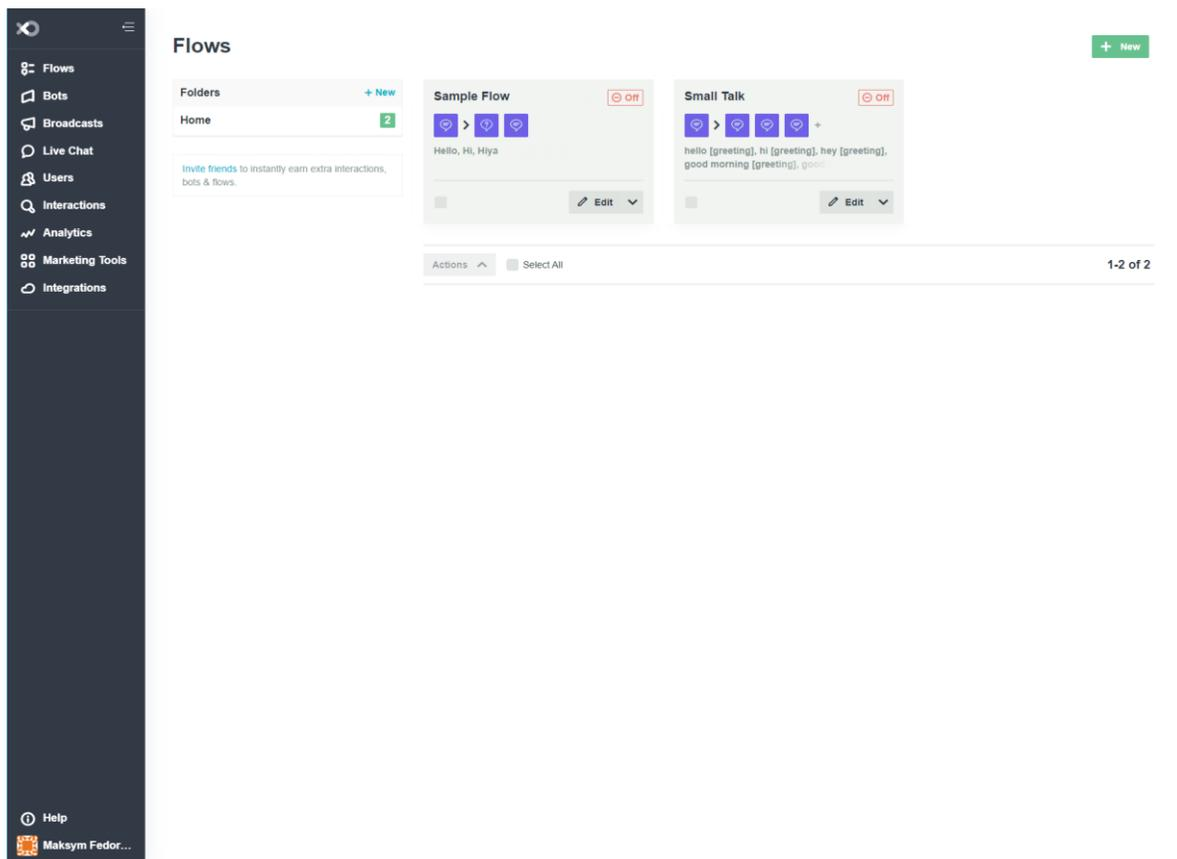 Flows
Bots
Broadcasts
Live Chat
Users
Interactions
Analytics
Marketing Tools
Integrations
Help
Maksym Fedor...
Flows
+ New
Folders
+ New
Home
2
Invite friends to instantly earn extra interactions,
bots & flows.
Sample Flow
Off
Hello, Hi, Hiya
Edit
Small Talk
Off
+
hello [greeting], hi [greeting], hey [greeting],
good morning [greeting], good
Edit
Actions
Select All
1-2 of 2